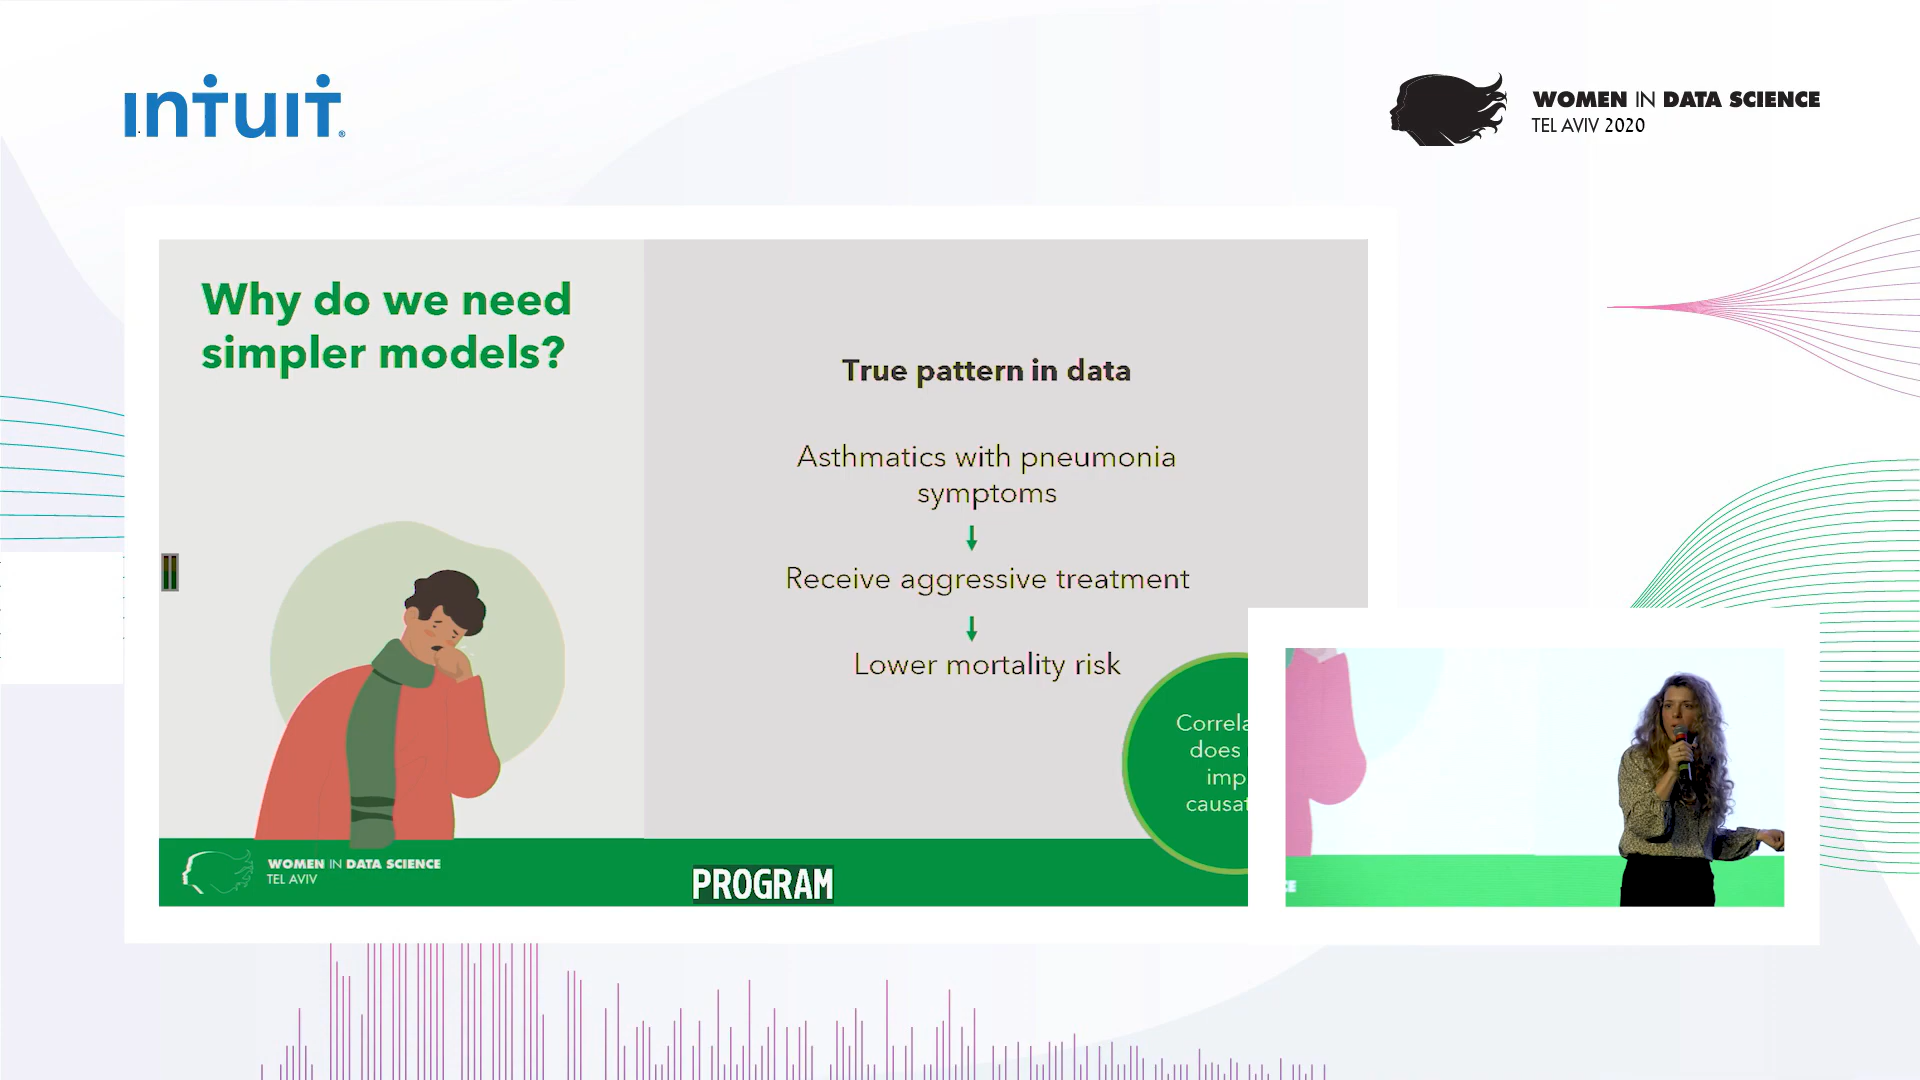 INTUIT
WOMEN IN DATA SCIENCE
TEL AVIV 2020
Why do we need
simpler models?
True pattern in data
Asthmatics with pneumonia
symptoms
Receive aggressive treatment
Lower mortality risk
does
WOMEN IN DATA SCIENCE
TEL AVIV
PROGRAM